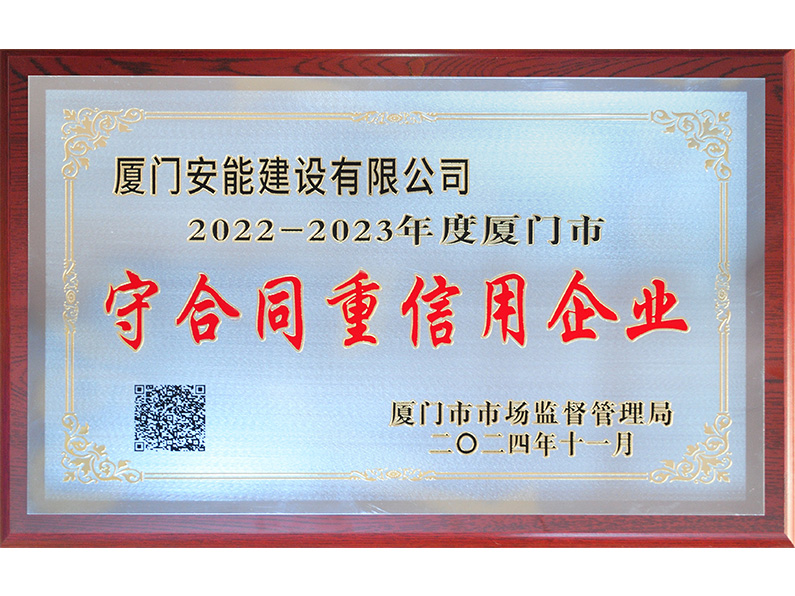 厦门安能建设有限公司
2022-2023年度厦门市
守合同重信用企业
厦门市市场监督管理局
二〇二四年十一月